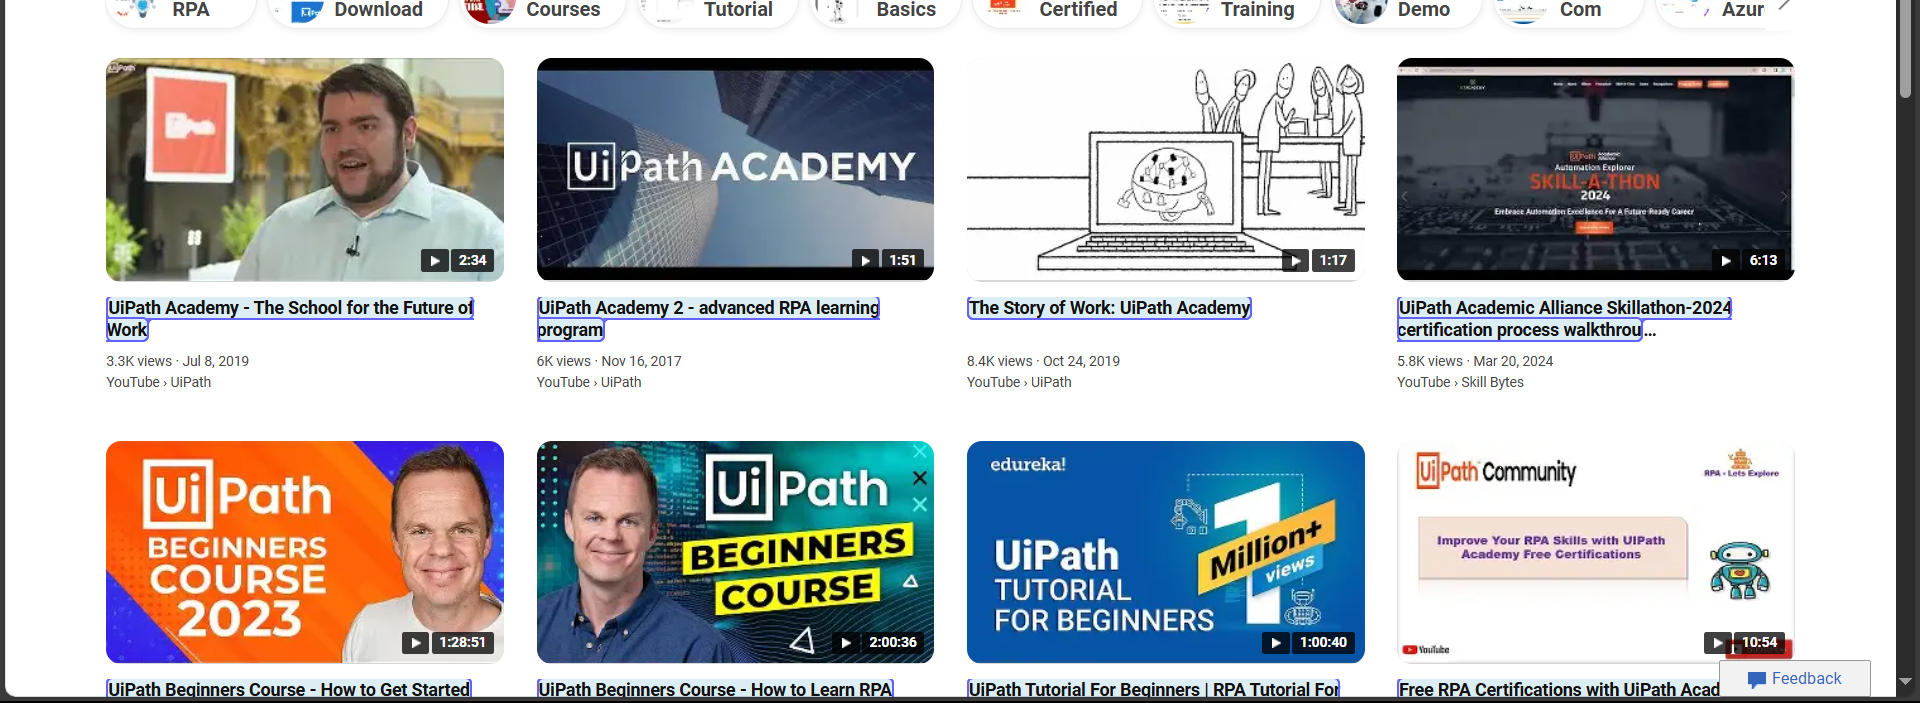 RPA
Download
Courses
Tutorial
Basics
Certified
Training
Demo
Com
Azur
UiPath
2:34
UiPath ACADEMY
1:51
1:17
UiPath Academic Alliance
Automation Explorer
SKILL-A-THON
2024
Embrace Automation Excellence For A Future-Ready Career
6:13
UiPath Academy - The School for the Future of
Work
3.3K views · Jul 8, 2019
YouTube › UiPath
UiPath Academy 2 - advanced RPA learning
program
6K views · Nov 16, 2017
YouTube › UiPath
The Story of Work: UiPath Academy
8.4K views · Oct 24, 2019
YouTube › UiPath
UiPath Academic Alliance Skillathon-2024
certification process walkthrou...
5.8K views · Mar 20, 2024
YouTube › Skill Bytes
UiPath
BEGINNERS
COURSE
2023
1:28:51
UiPath
BEGINNERS
COURSE
2:00:36
edureka!
1
Million+
views
UiPath
TUTORIAL
FOR BEGINNERS
1:00:40
UiPath Community
RPA - Lets Explore
Improve Your RPA Skills with UIPath
Academy Free Certifications
YouTube
10:54
UiPath Beginners Course - How to Get Started
UiPath Beginners Course - How to Learn RPA
UiPath Tutorial For Beginners | RPA Tutorial For
Free RPA Certifications with UiPath Acad
Feedback